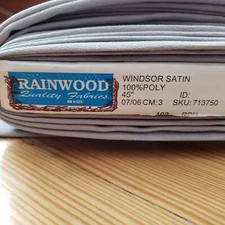 RAINWOOD
Quality Fabrics
WINDSOR SATIN
100%POLY
45" ID:
07/06 CM:3 SKU: 713750